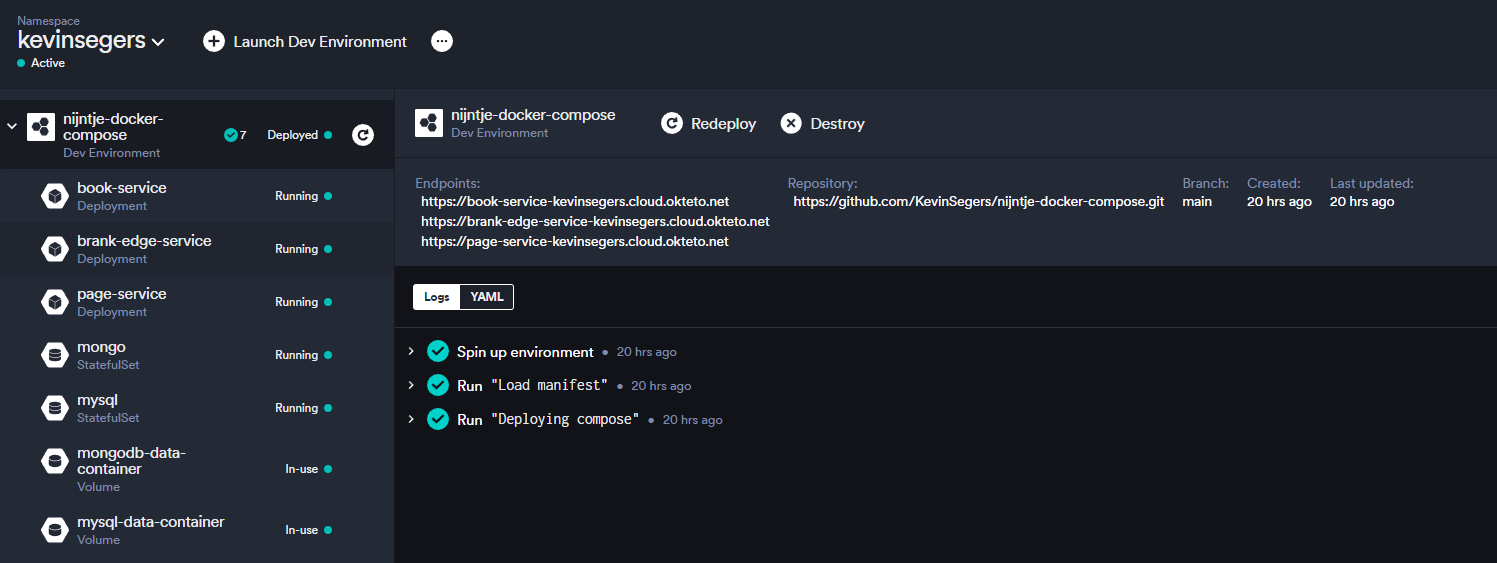 Namespace
kevinsegers
Active
Launch Dev Environment
nijntje-docker-
compose
Dev Environment
7
Deployed
book-service
Deployment
Running
brank-edge-service
Deployment
Running
page-service
Deployment
Running
mongo
StatefulSet
Running
mysql
StatefulSet
Running
mongodb-data-
container
Volume
In-use
mysql-data-container
Volume
In-use
nijntje-docker-compose
Dev Environment
Redeploy
Destroy
Endpoints:
https://book-service-kevinsegers.cloud.okteto.net
https://brank-edge-service-kevinsegers.cloud.okteto.net
https://page-service-kevinsegers.cloud.okteto.net
Repository:
https://github.com/KevinSegers/nijntje-docker-compose.git
Branch:
main
Created:
20 hrs ago
Last updated:
20 hrs ago
Logs
YAML
Spin up environment • 20 hrs ago
Run "Load manifest" • 20 hrs ago
Run "Deploying compose" • 20 hrs ago